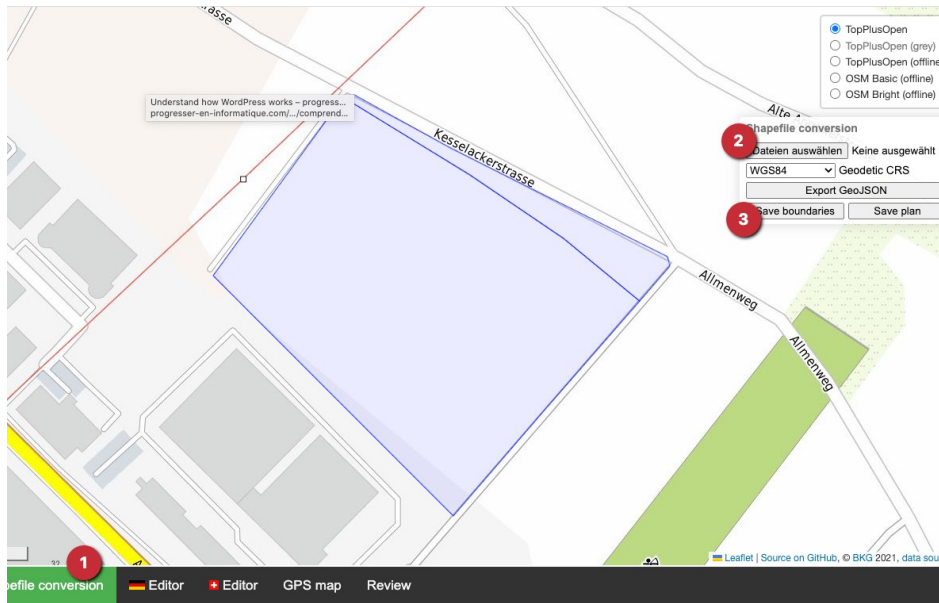 rasse
TopPlusOpen
TopPlusOpen (grey)
TopPlusOpen (offline
OSM Basic (offline)
OSM Bright (offline)
Understand how WordPress works – progress...
progresser-en-informatique.com/.../comprend...
Kesselackerstrasse
Alte
Shapefile conversion
2
Dateien auswählen Keine ausgewählt
WGS84 Geodetic CRS
Export GeoJSON
3
Save boundaries Save plan
Allmenweg
Allmenweg
32
1
Leaflet | Source on GitHub, © BKG 2021, data sou
pefile conversion Editor Editor GPS map Review